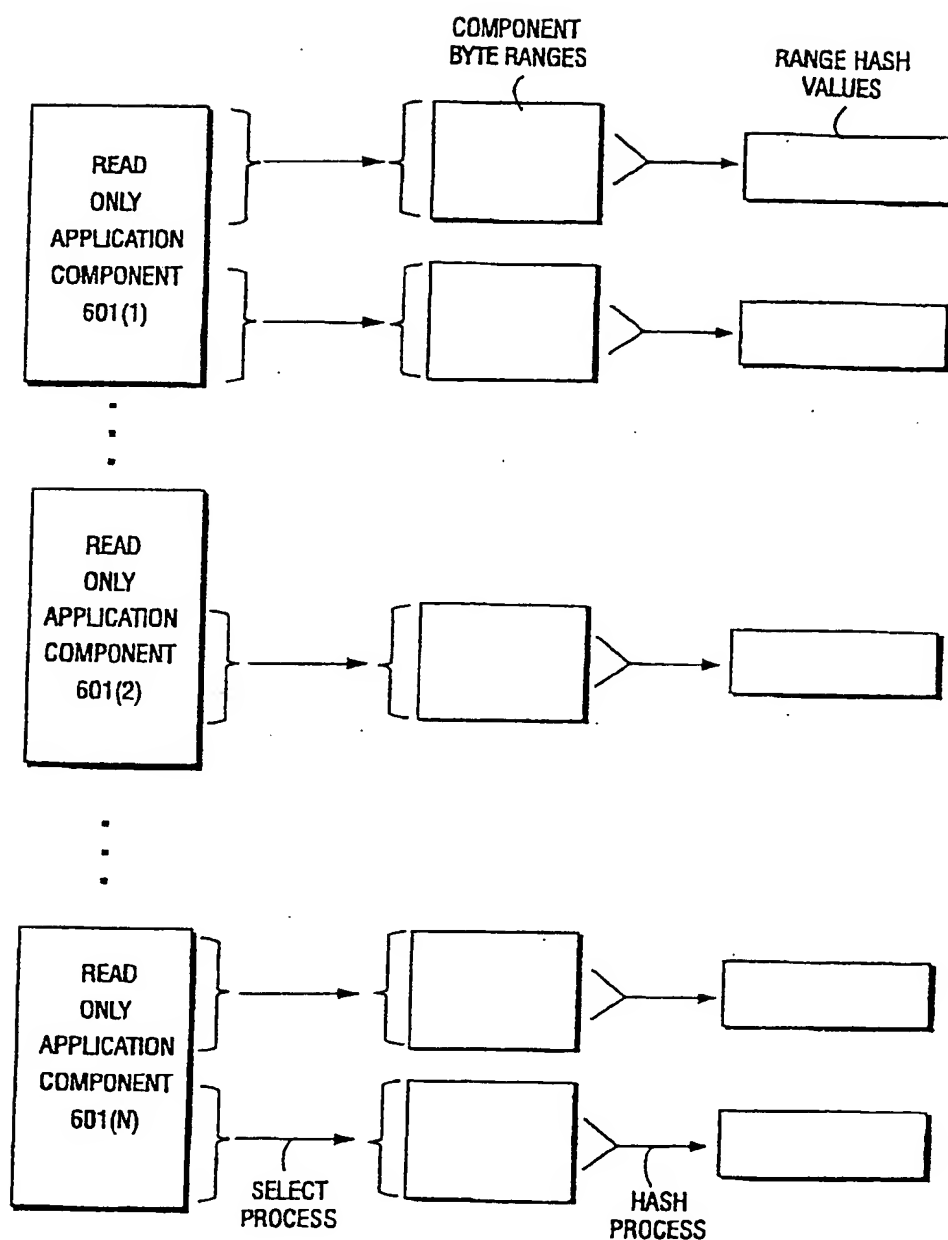 COMPONENT
BYTE RANGES
RANGE HASH
VALUES
READ
ONLY
APPLICATION
COMPONENT
601(1)
READ
ONLY
APPLICATION
COMPONENT
601(2)
READ
ONLY
APPLICATION
COMPONENT
601(N)
SELECT
PROCESS
HASH
PROCESS